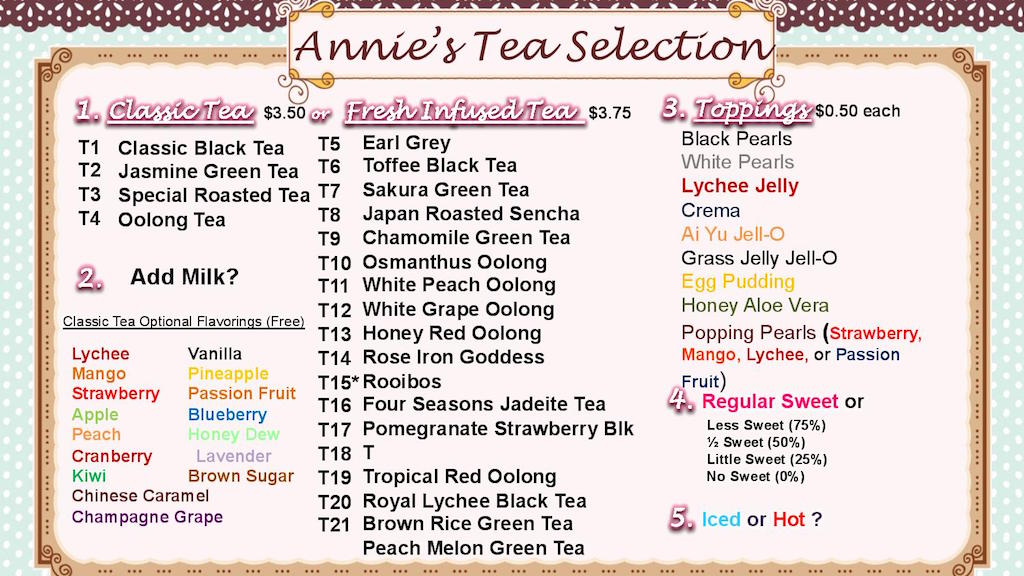 Annie's Tea Selection
1. Classic Tea $3.50 or Fresh Infused Tea $3.75
T1 Classic Black Tea
T2 Jasmine Green Tea
T3 Special Roasted Tea
T4 Oolong Tea
2. Add Milk?
Classic Tea Optional Flavorings (Free)
Lychee Vanilla
Mango Pineapple
Strawberry Passion Fruit
Apple Blueberry
Peach Honey Dew
Cranberry Lavender
Kiwi Brown Sugar
Chinese Caramel
Champagne Grape
T5 Earl Grey
T6 Toffee Black Tea
T7 Sakura Green Tea
T8 Japan Roasted Sencha
T9 Chamomile Green Tea
T10 Osmanthus Oolong
T11 White Peach Oolong
T12 White Grape Oolong
T13 Honey Red Oolong
T14 Rose Iron Goddess
T15* Rooibos
T16 Four Seasons Jadeite Tea
T17 Pomegranate Strawberry Blk
T18 T
T19 Tropical Red Oolong
T20 Royal Lychee Black Tea
T21 Brown Rice Green Tea
Peach Melon Green Tea
3. Toppings $0.50 each
Black Pearls
White Pearls
Lychee Jelly
Crema
Ai Yu Jell-O
Grass Jelly Jell-O
Egg Pudding
Honey Aloe Vera
Popping Pearls (Strawberry,
Mango, Lychee, or Passion
Fruit)
4. Regular Sweet or
Less Sweet (75%)
½ Sweet (50%)
Little Sweet (25%)
No Sweet (0%)
5. Iced or Hot ?